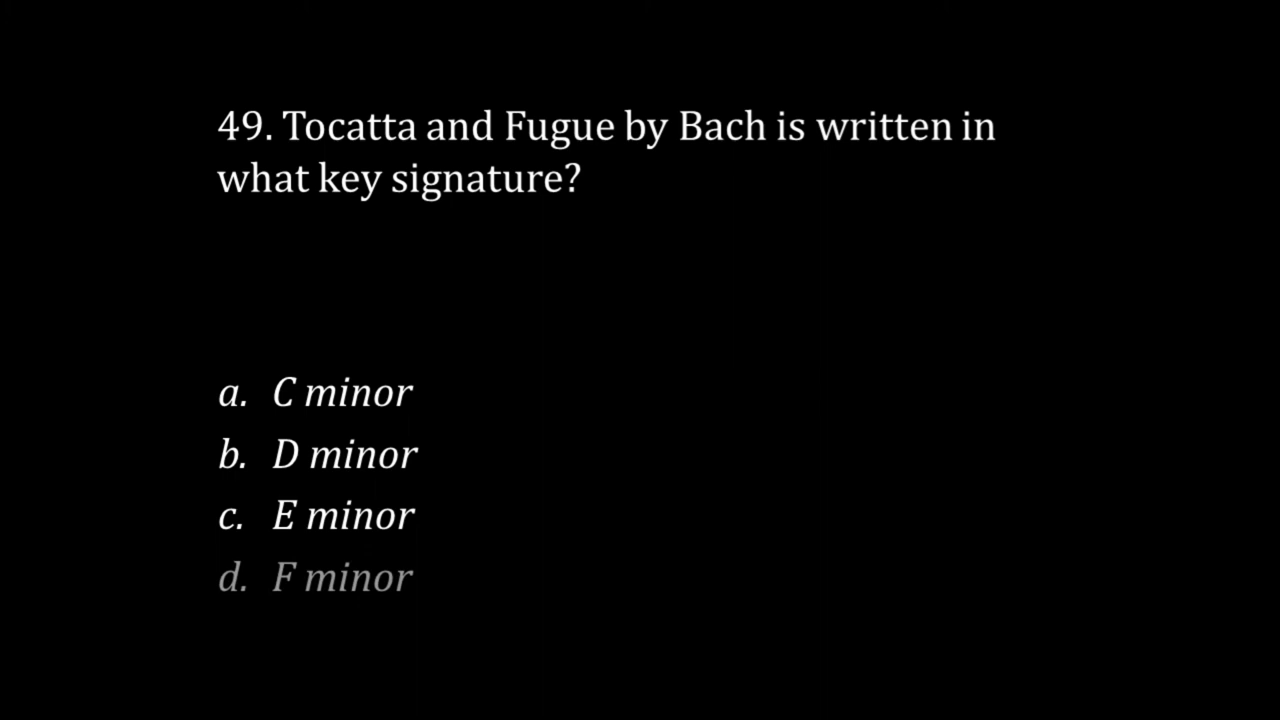 49. Tocatta and Fugue by Bach is written in
what key signature?
a. C minor
b. D minor
c. E minor
d. F minor